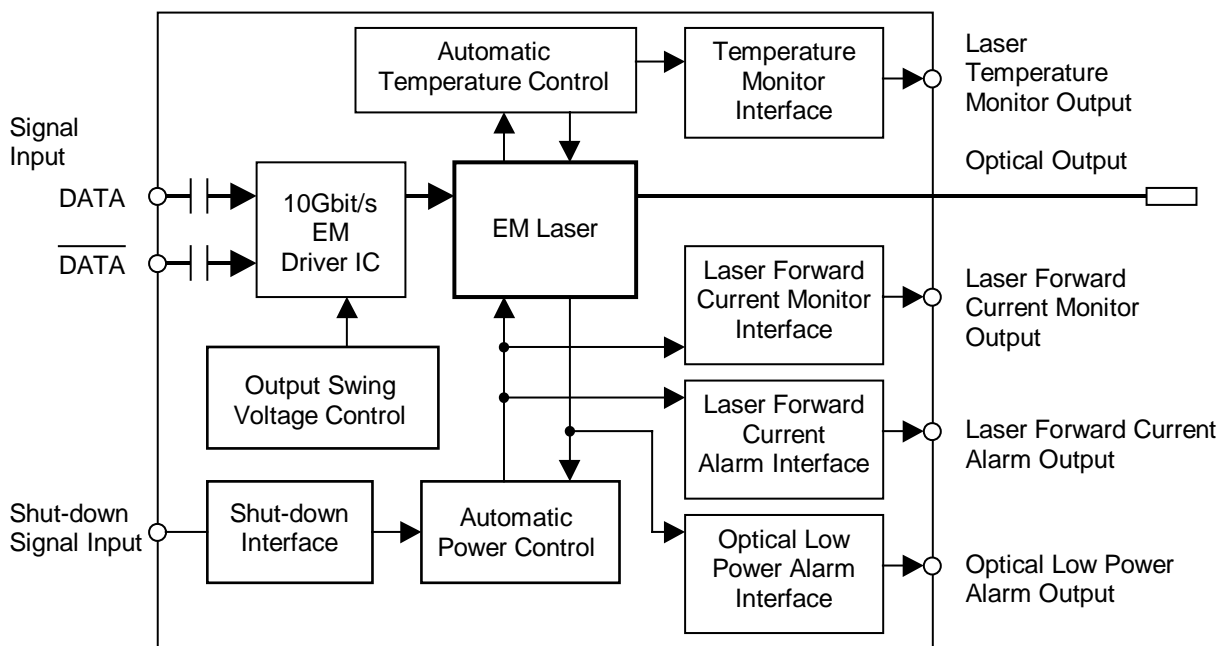 Automatic
Temperature Control
Temperature
Monitor
Interface
Laser
Temperature
Monitor Output
Signal
Input
DATA
DATA
10Gbit/s
EM
Driver IC
EM Laser
Optical Output
Laser Forward
Current Monitor
Interface
Laser Forward
Current Monitor
Output
Output Swing
Voltage Control
Laser Forward
Current
Alarm Interface
Laser Forward Current
Alarm Output
Shut-down
Signal Input
Shut-down
Interface
Automatic
Power Control
Optical Low
Power Alarm
Interface
Optical Low Power
Alarm Output